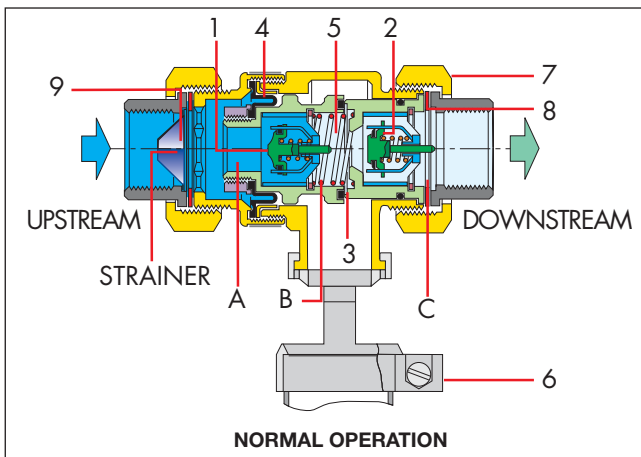 1 4 5 2
9 7
8
UPSTREAM DOWNSTREAM
STRAINER 3
A B C
6
NORMAL OPERATION